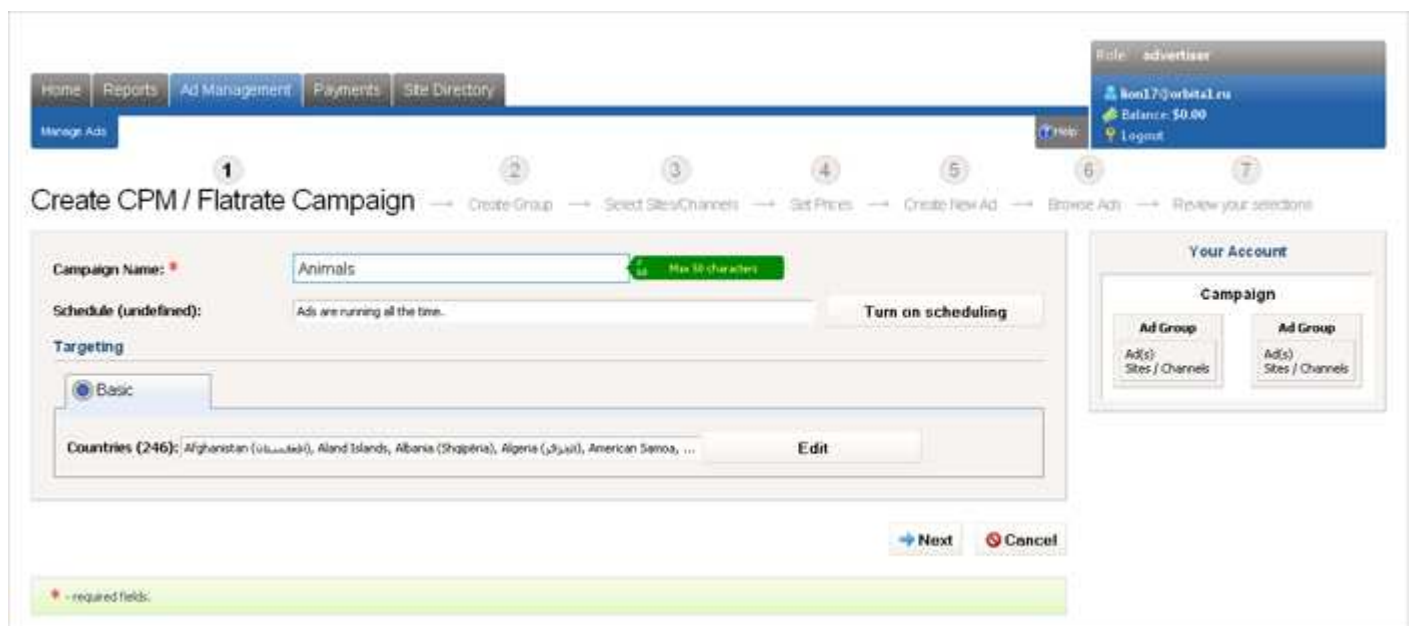 Role: advertiser
Home Reports Ad Management Payments Site Directory
lion17@orbita1.ru
Balance: $0.00
Manage Ads
Help
Logout
1 2 3 4 5 6 7
Create CPM / Flatrate Campaign → Create Group → Select Sites/Channels → Set Prices → Create New Ad → Browse Ads → Review your selections
Your Account
Campaign Name: * Animals
Max 50 characters
Campaign
Schedule (undefined): Ads are running all the time. Turn on scheduling
Ad Group Ad Group
Targeting
Ad(s) Ad(s)
Sites / Channels Sites / Channels
Basic
Countries (246): Afghanistan Aland Islands, Albania (Shqipëria), Algeria American Samoa, ... Edit
Next Cancel
* - required fields.